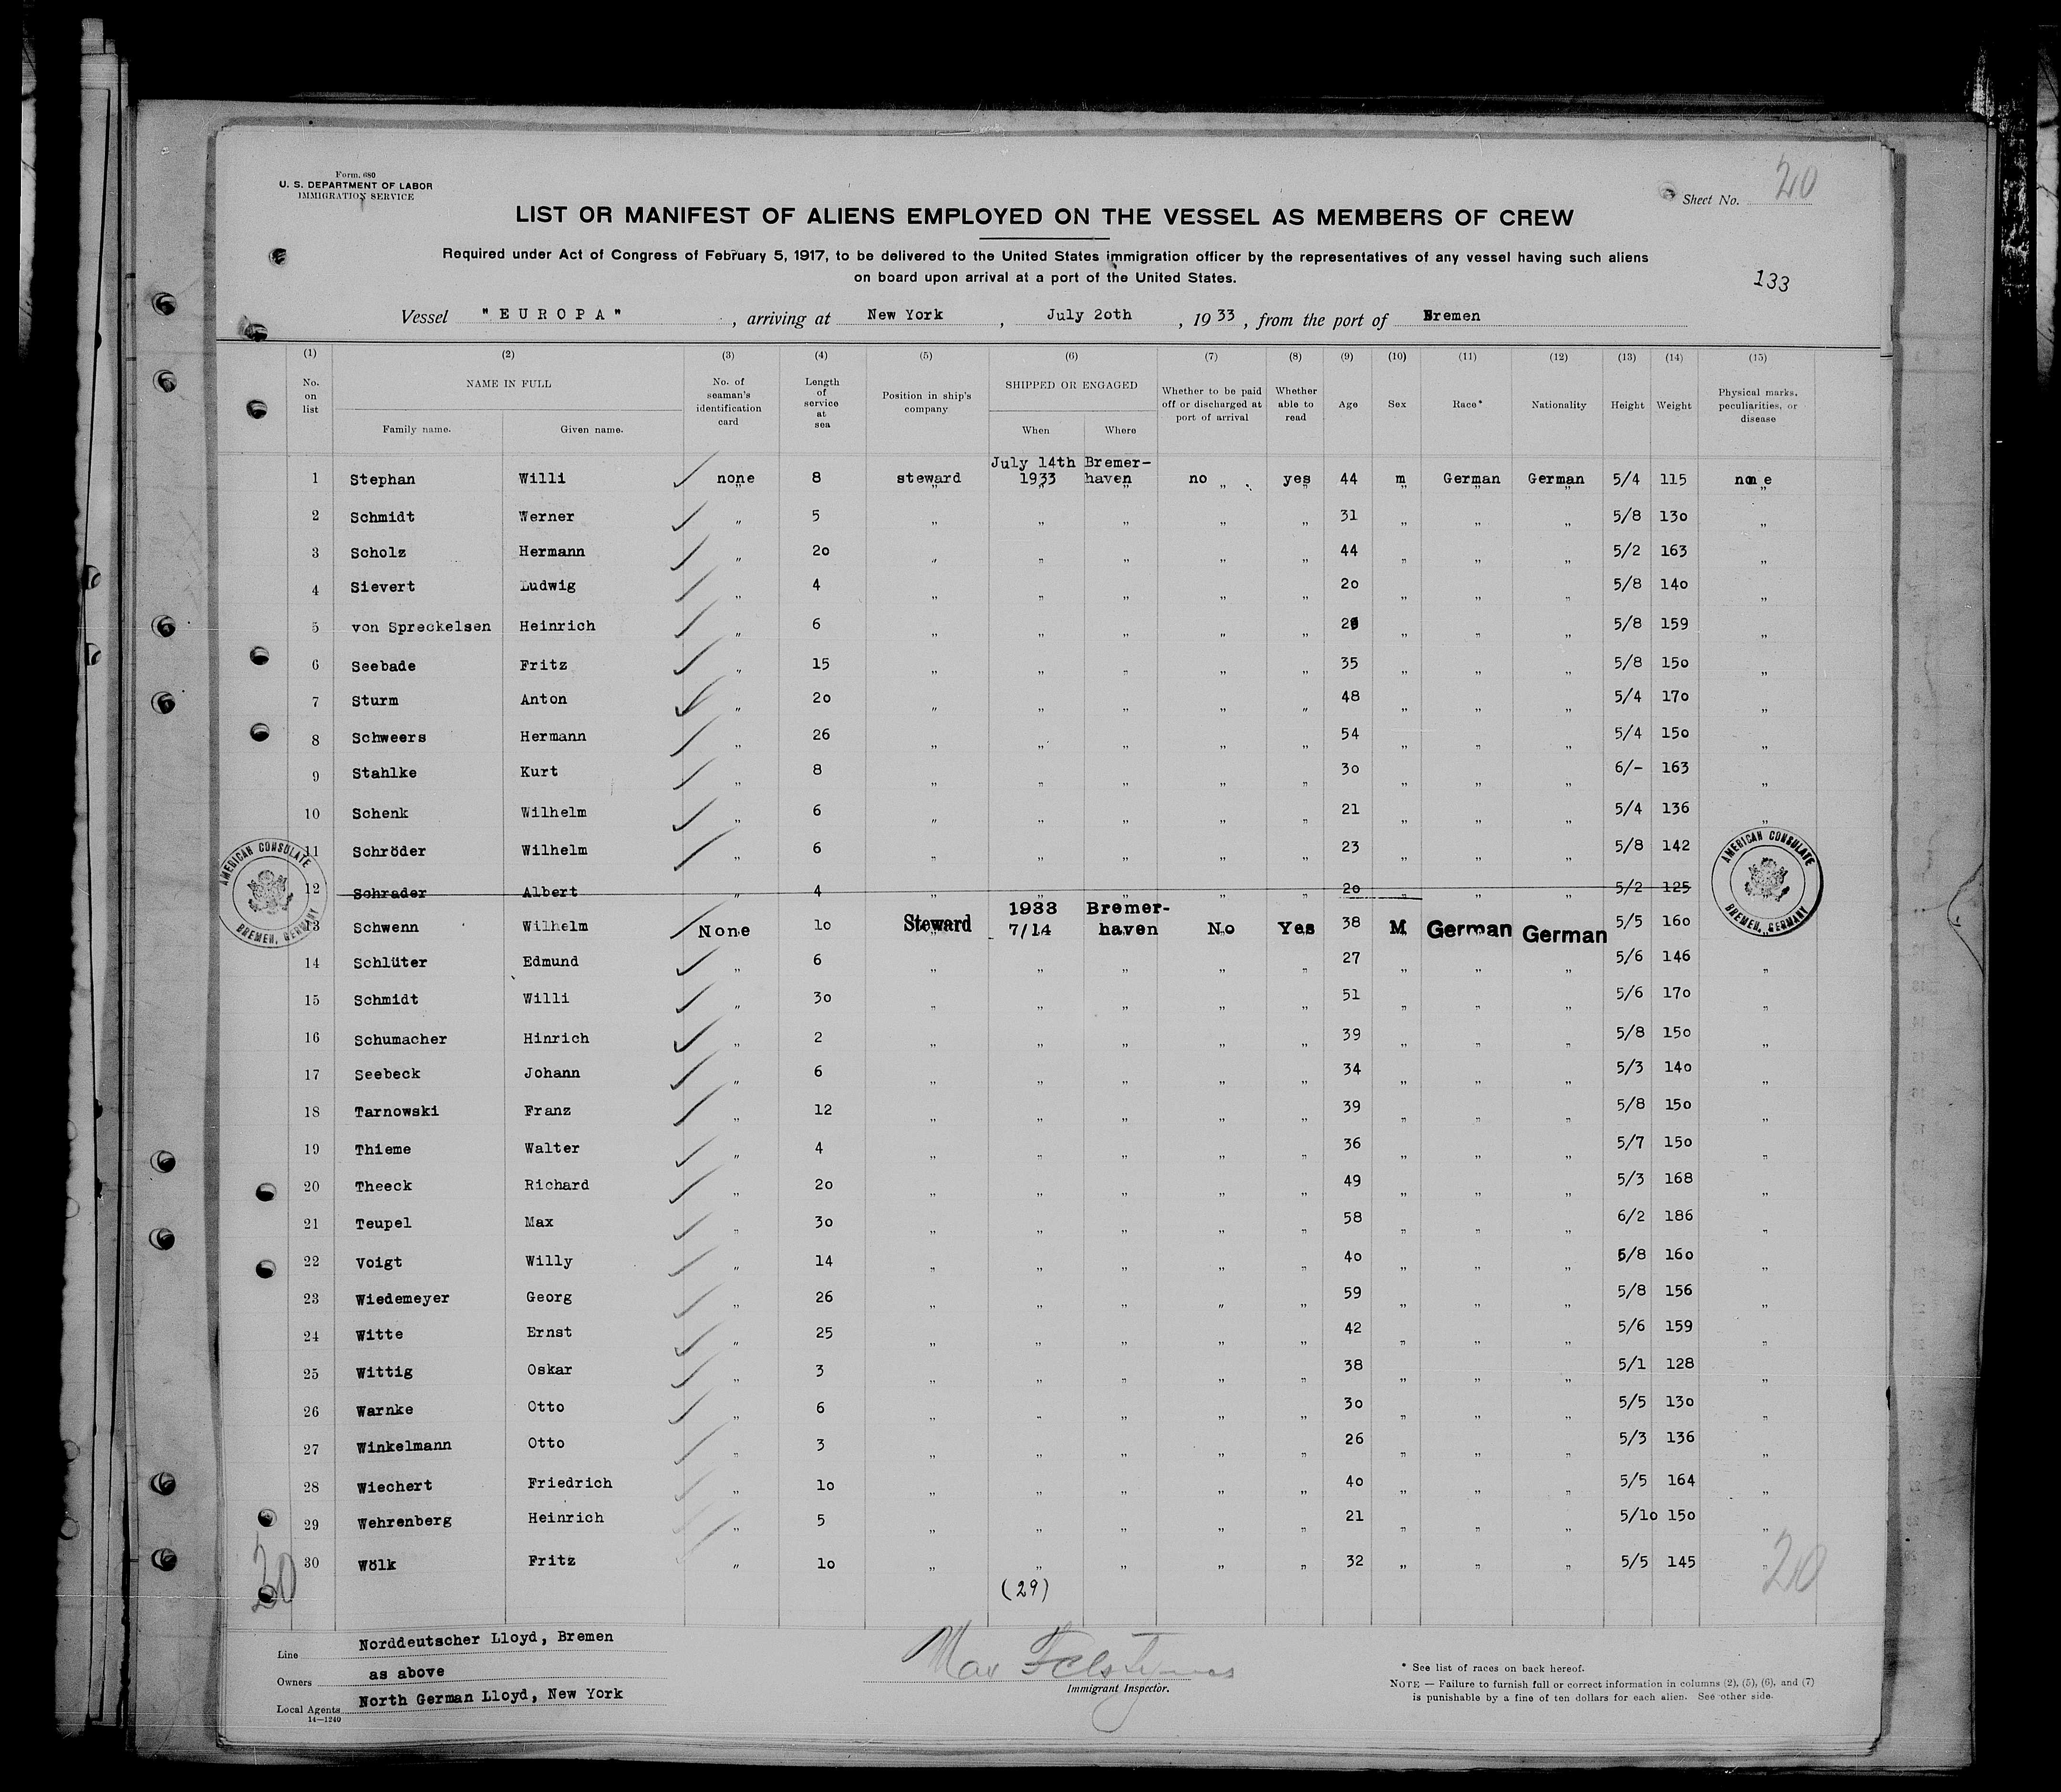 Form. 680
U. S. DEPARTMENT OF LABOR
IMMIGRATION SERVICE
Sheet No. 20
LIST OR MANIFEST OF ALIENS EMPLOYED ON THE VESSEL AS MEMBERS OF CREW
Required under Act of Congress of February 5, 1917, to be delivered to the United States immigration officer by the representatives of any vessel having such aliens
on board upon arrival at a port of the United States.
133
Vessel "EUROPA" , arriving at New York , July 20th , 1933 , from the port of Bremen
(1) (2) (3) (4) (5) (6) (7) (8) (9) (10) (11) (12) (13) (14) (15)
No. on list NAME IN FULL Family name. Given name. No. of seaman's identification card Length of service at sea Position in ship's company SHIPPED OR ENGAGED When Where Whether to be paid off or discharged at port of arrival Whether able to read Age Sex Race* Nationality Height Weight Physical marks, peculiarities, or disease
1 Stephan Willi none 8 steward July 14th 1933 Bremer-haven no yes 44 m German German 5/4 115 none
2 Schmidt Werner „ 5 „ „ „ „ „ 31 „ „ „ 5/8 130 „
3 Scholz Hermann „ 20 „ „ „ „ „ 44 „ „ „ 5/2 163 „
4 Sievert Ludwig „ 4 „ „ „ „ „ 20 „ „ „ 5/8 140 „
5 von Spreckelsen Heinrich „ 6 „ „ „ „ „ „ „ „ 5/8 159 „
6 Seebade Fritz „ 15 „ „ „ „ „ 35 „ „ „ 5/8 150 „
7 Sturm Anton „ 20 „ „ „ „ „ 48 „ „ „ 5/4 170 „
8 Schweers Hermann „ 26 „ „ „ „ „ 54 „ „ „ 5/4 150 „
9 Stahlke Kurt „ 8 „ „ „ „ „ 30 „ „ „ 6/- 163 „
10 Schenk Wilhelm „ 6 „ „ „ „ „ 21 „ „ „ 5/4 136 „
11 Schröder Wilhelm „ 6 „ „ „ „ „ 23 „ „ „ 5/8 142
12 Schrader Albert „ 4 „ „ „ „ „ 20 „ „ „ 5/2 125
13 Schwenn Wilhelm None 10 Steward 1933 7/14 Bremer-haven No Yes 38 M German German 5/5 160 „
14 Schlüter Edmund „ 6 „ „ „ „ „ 27 „ „ „ 5/6 146 „
15 Schmidt Willi „ 30 „ „ „ „ „ 51 „ „ „ 5/6 170 „
16 Schumacher Hinrich „ 2 „ „ „ „ „ 39 „ „ „ 5/8 150 „
17 Seebeck Johann „ 6 „ „ „ „ „ 34 „ „ „ 5/3 140 „
18 Tarnowski Franz „ 12 „ „ „ „ „ 39 „ „ „ 5/8 150 „
19 Thieme Walter „ 4 „ „ „ „ „ 36 „ „ „ 5/7 150 „
20 Theeck Richard „ 20 „ „ „ „ „ 49 „ „ „ 5/3 168 „
21 Teupel Max „ 30 „ „ „ „ „ 58 „ „ „ 6/2 186 „
22 Voigt Willy „ 14 „ „ „ „ „ 40 „ „ „ 5/8 160 „
23 Wiedemeyer Georg „ 26 „ „ „ „ „ 59 „ „ „ 5/8 156 „
24 Witte Ernst „ 25 „ „ „ „ „ 42 „ „ „ 5/6 159 „
25 Wittig Oskar „ 3 „ „ „ „ „ 38 „ „ „ 5/1 128 „
26 Warnke Otto „ 6 „ „ „ „ „ 30 „ „ „ 5/5 130 „
27 Winkelmann Otto „ 3 „ „ „ „ „ 26 „ „ „ 5/3 136 „
28 Wiechert Friedrich „ 10 „ „ „ „ „ 40 „ „ „ 5/5 164 „
29 Wehrenberg Heinrich „ 5 „ „ „ „ „ 21 „ „ „ 5/10 150 „
30 Wölk Fritz „ 10 „ „ „ „ „ 32 „ „ „ 5/5 145 „
AMERICAN CONSULATE BREMEN, GERMANY
AMERICAN CONSULATE BREMEN, GERMANY
20 (29) 20
Line Norddeutscher Lloyd, Bremen
Owners as above
Local Agents North German Lloyd, New York
14—1240
Max
Immigrant Inspector.
* See list of races on back hereof.
NOTE — Failure to furnish full or correct information in columns (2), (5), (6), and (7)
is punishable by a fine of ten dollars for each alien. See other side.